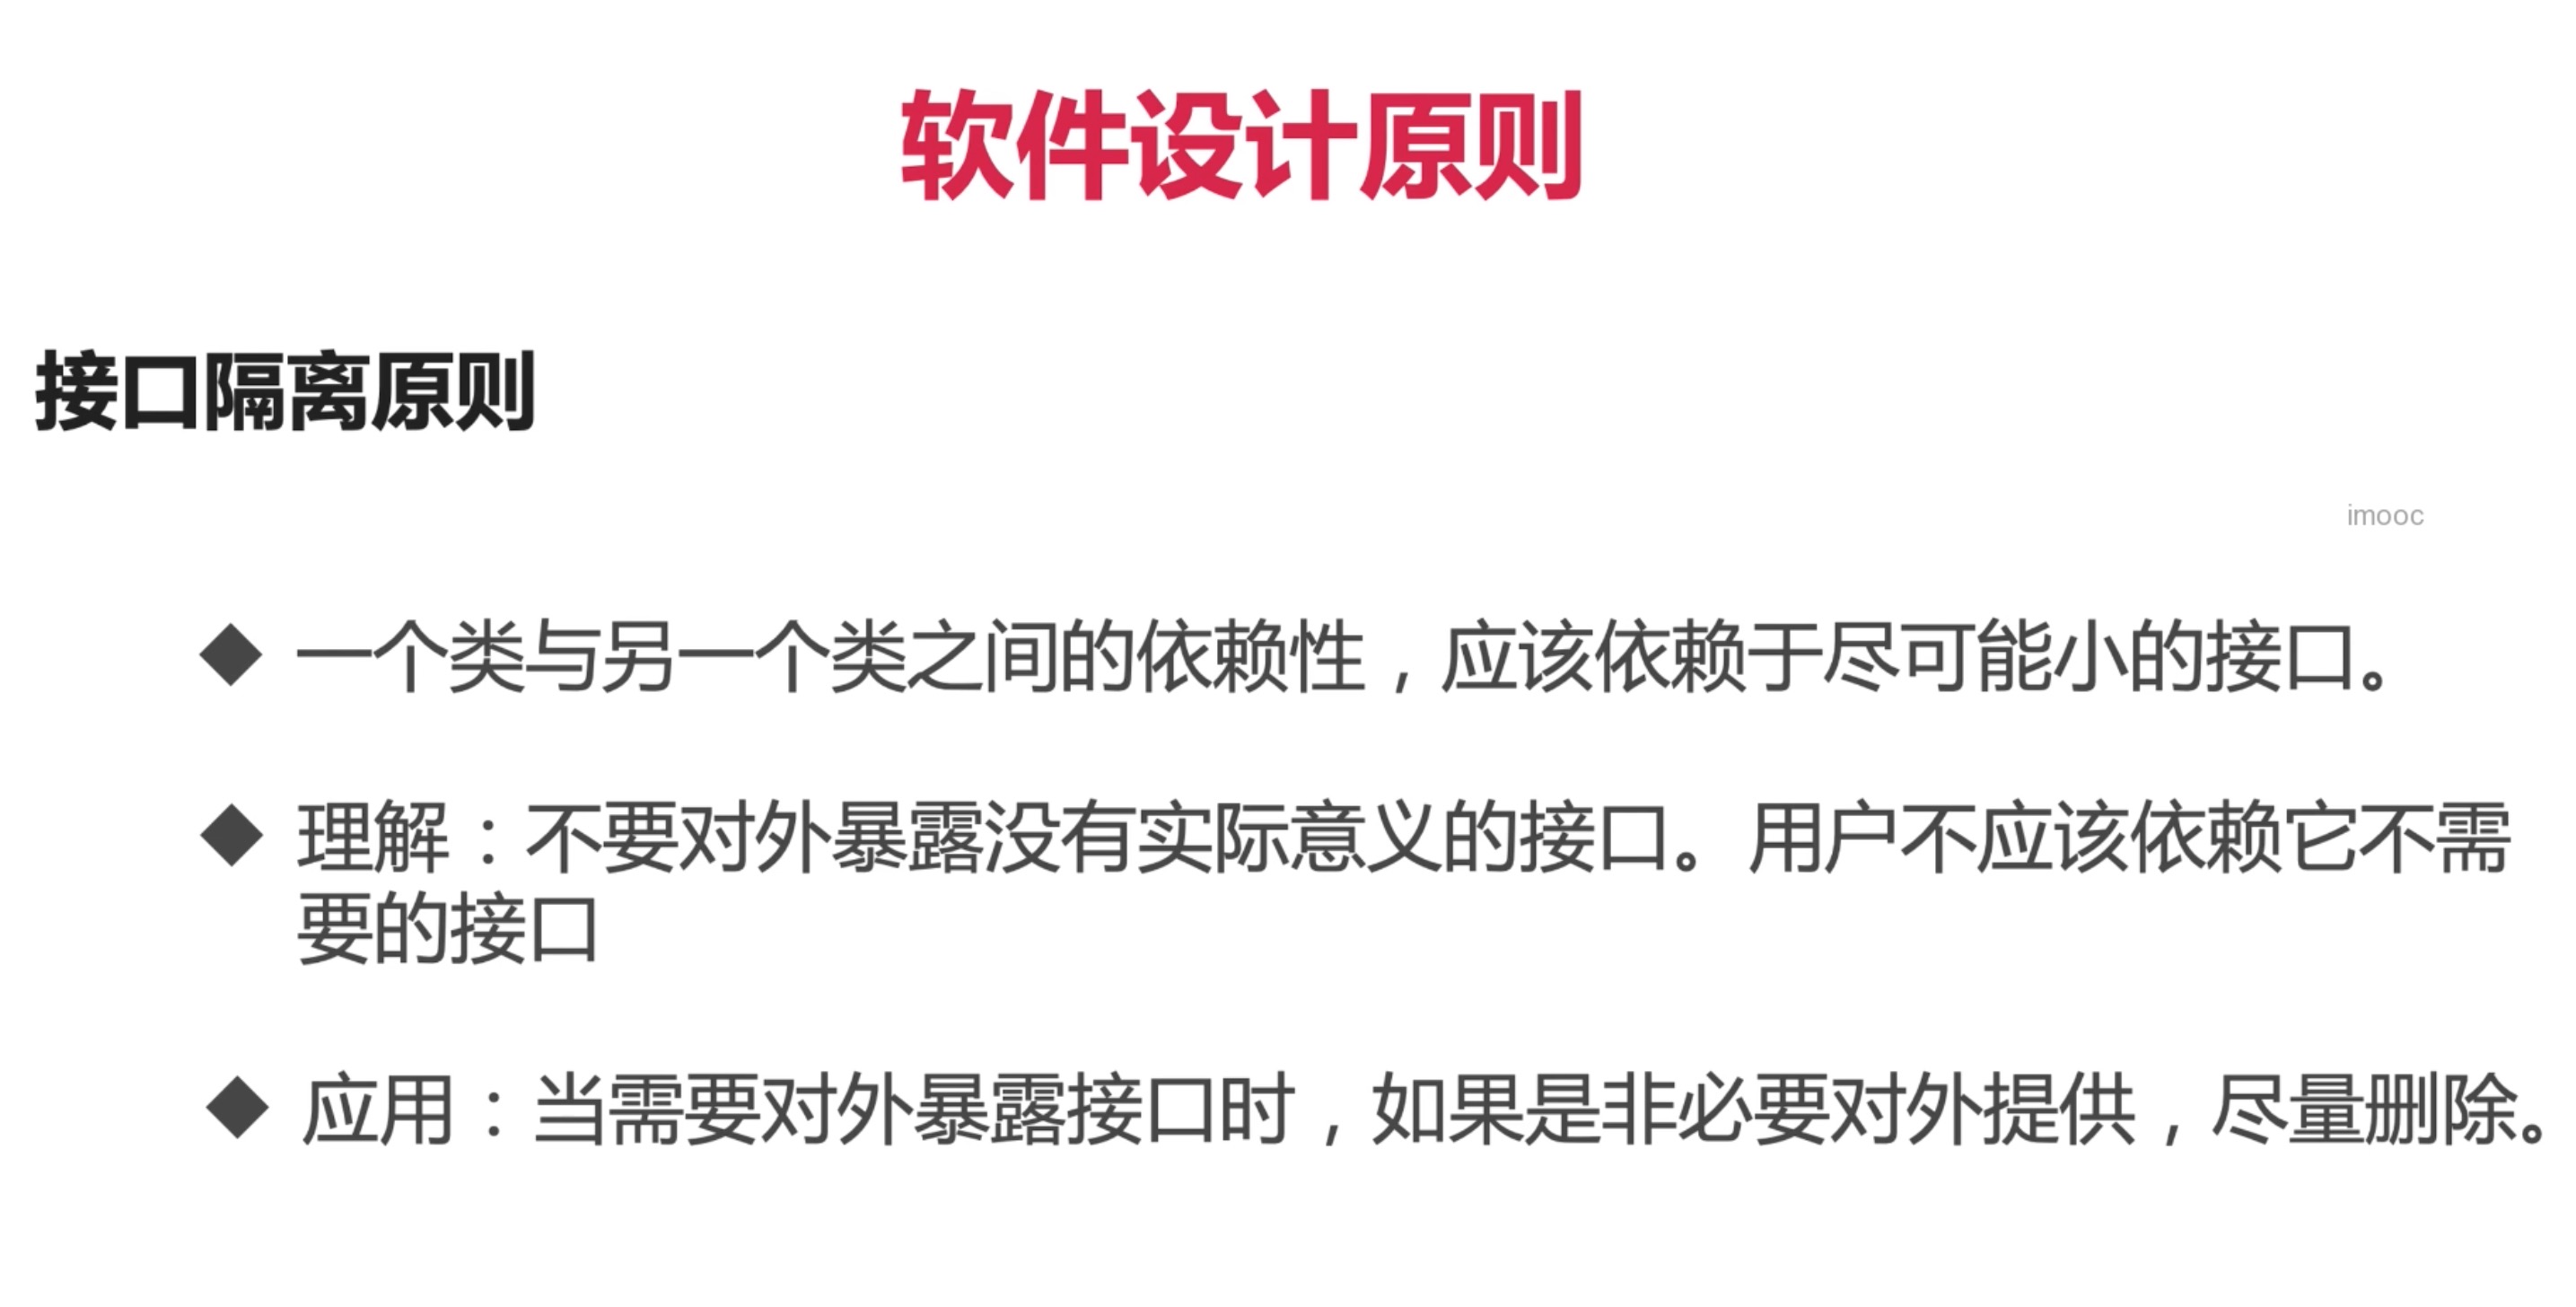 软件设计原则
接口隔离原则
imooc
◆ 一个类与另一个类之间的依赖性，应该依赖于尽可能小的接口。
◆ 理解：不要对外暴露没有实际意义的接口。用户不应该依赖它不需
要的接口
◆ 应用：当需要对外暴露接口时，如果是非必要对外提供，尽量删除。